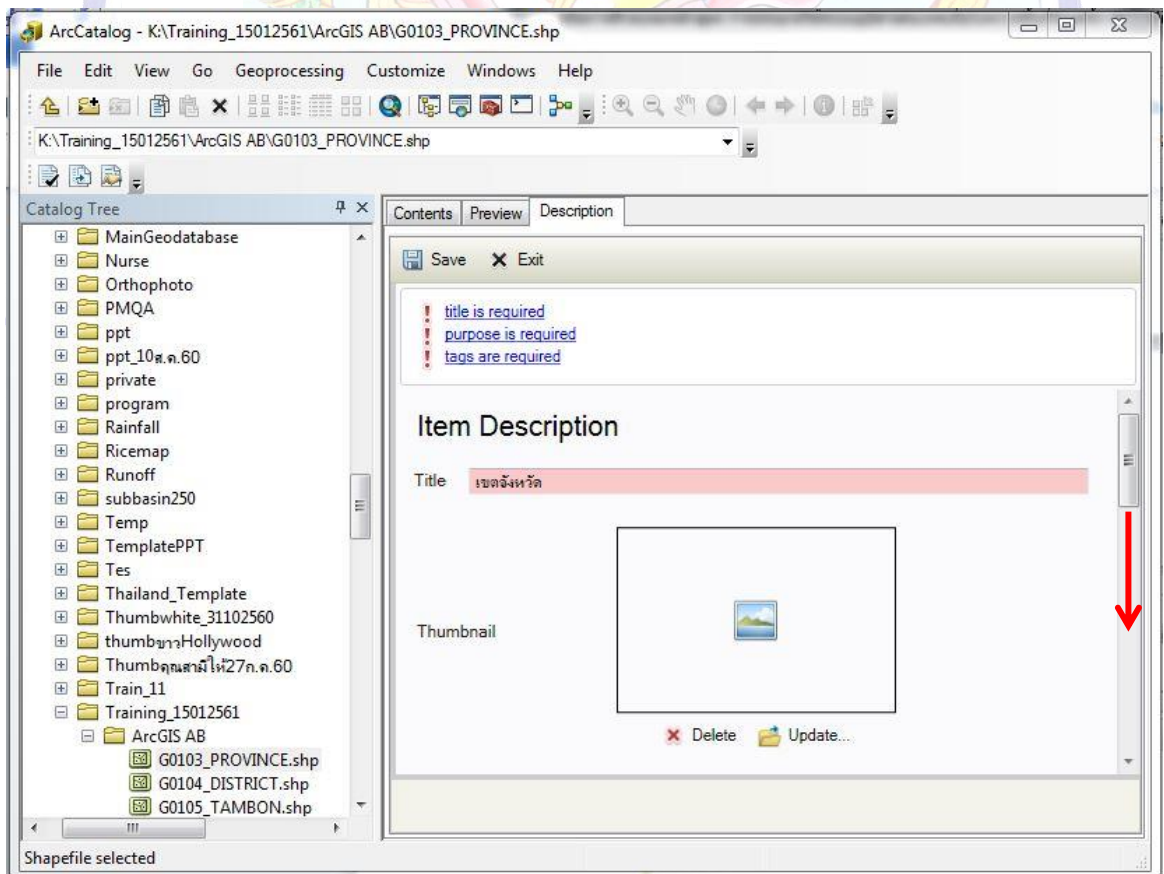 ArcCatalog - K:\Training_15012561\ArcGIS AB\G0103_PROVINCE.shp
File Edit View Go Geoprocessing Customize Windows Help
K:\Training_15012561\ArcGIS AB\G0103_PROVINCE.shp
Catalog Tree
MainGeodatabase
Nurse
Orthophoto
PMQA
ppt
ppt_10ส.ค.60
private
program
Rainfall
Ricemap
Runoff
subbasin250
Temp
TemplatePPT
Tes
Thailand_Template
Thumbwhite_31102560
thumbขาวHollywood
Thumbคุณสามีให้27ก.ค.60
Train_11
Training_15012561
ArcGIS AB
G0103_PROVINCE.shp
G0104_DISTRICT.shp
G0105_TAMBON.shp
Contents Preview Description
Save Exit
title is required
purpose is required
tags are required
Item Description
Title เขตจังหวัด
Thumbnail
Delete Update...
Shapefile selected